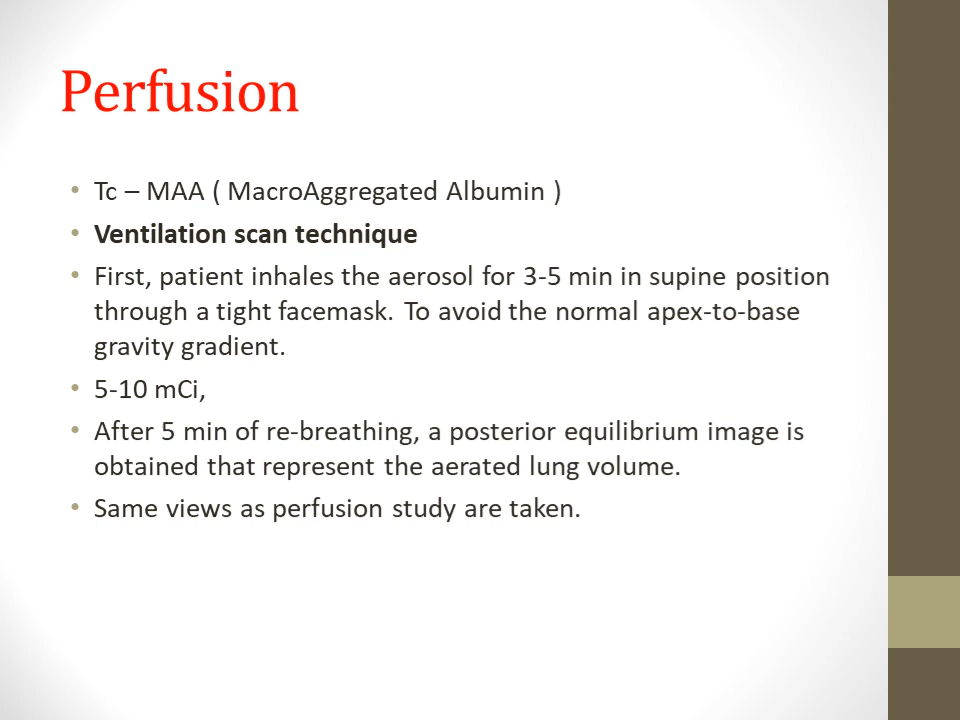 Perfusion
• Tc – MAA ( MacroAggregated Albumin )
• Ventilation scan technique
• First, patient inhales the aerosol for 3-5 min in supine position
through a tight facemask. To avoid the normal apex-to-base
gravity gradient.
• 5-10 mCi,
• After 5 min of re-breathing, a posterior equilibrium image is
obtained that represent the aerated lung volume.
• Same views as perfusion study are taken.